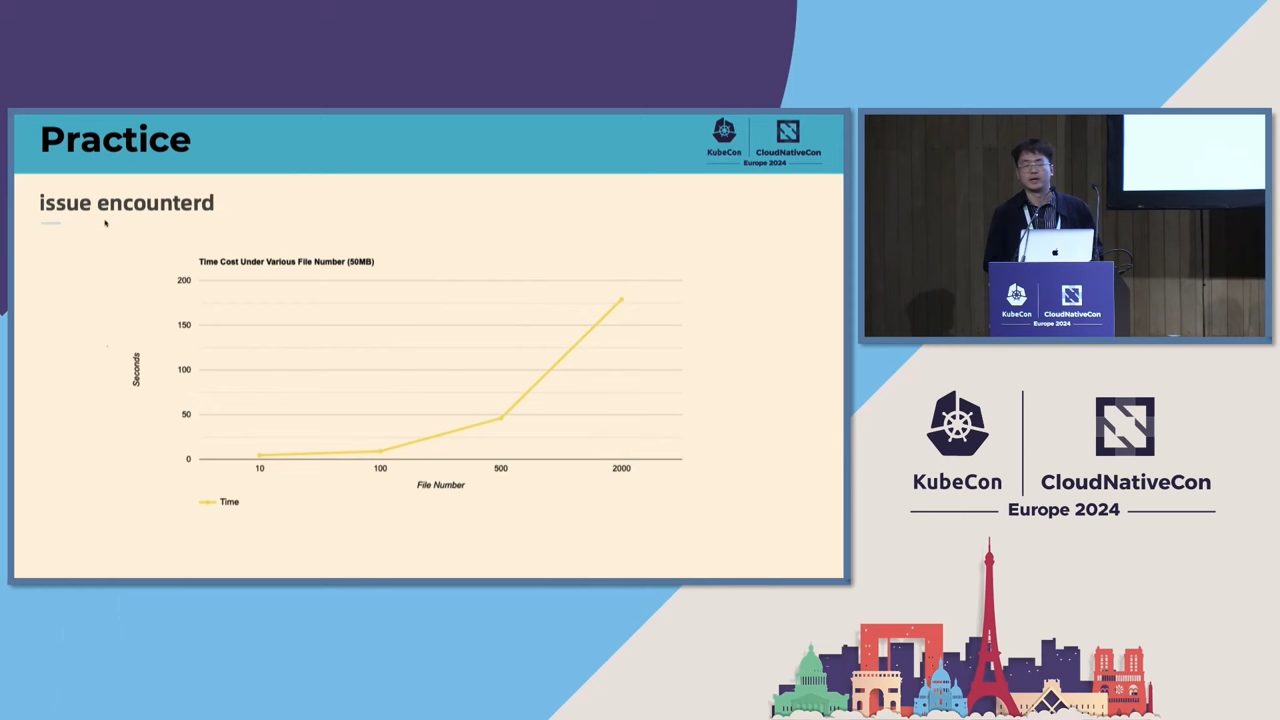 Practice
KubeCon
CloudNativeCon
Europe 2024
issue encounterd
Time Cost Under Various File Number (50MB)
200
150
100
50
0
Seconds
10
100
500
2000
File Number
Time
KubeCon
CloudNativeCon
Europe 2024
KubeCon
CloudNativeCon
Europe 2024